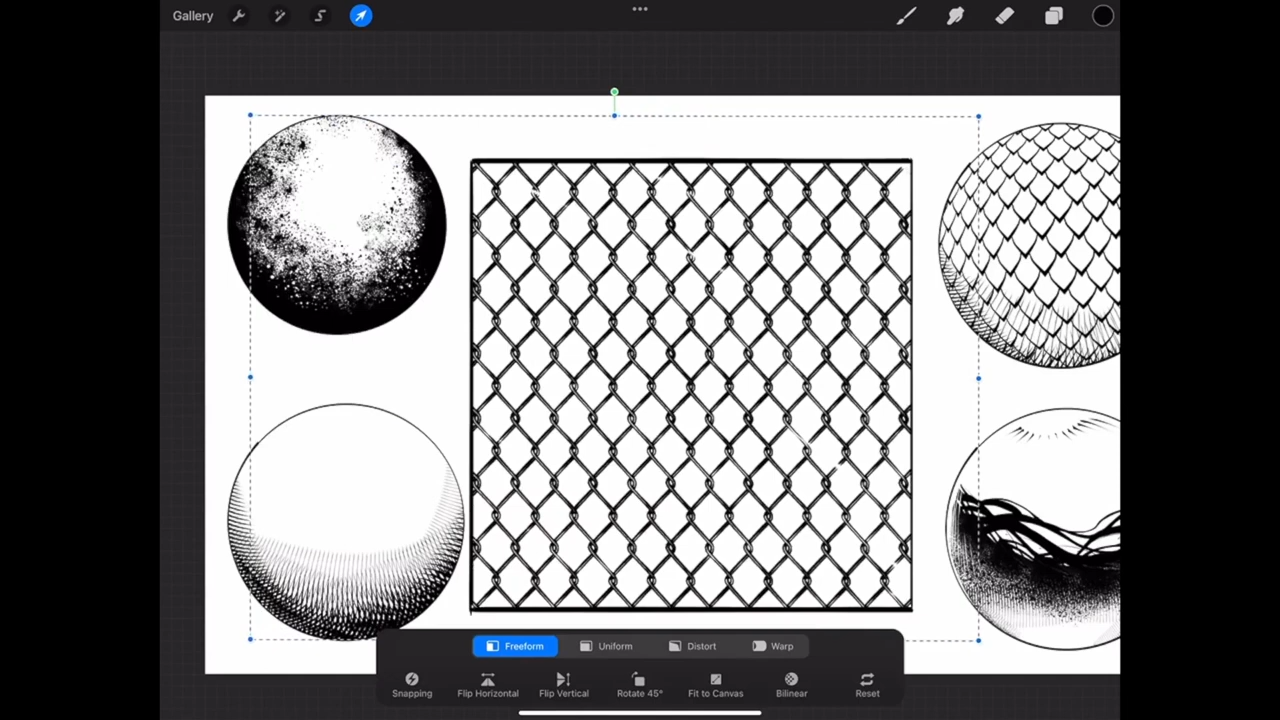 Gallery
Freeform Uniform Distort Warp
Snapping Flip Horizontal Flip Vertical Rotate 45° Fit to Canvas Bilinear Reset